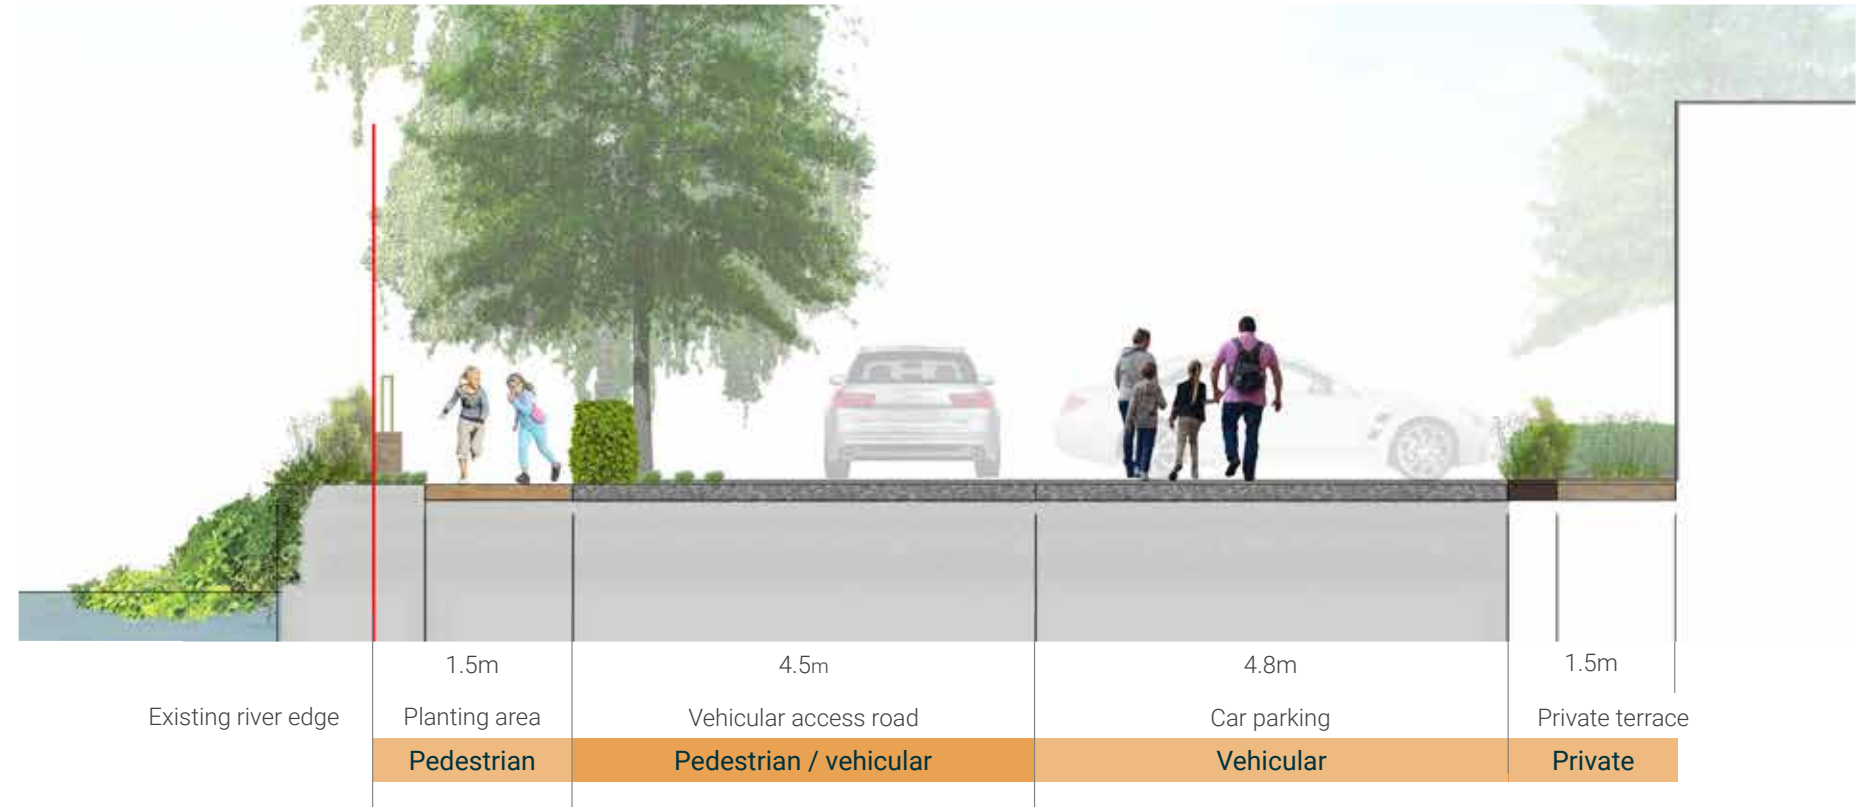 1.5m 4.5m 4.8m 1.5m
Existing river edge Planting area Vehicular access road Car parking Private terrace
Pedestrian Pedestrian / vehicular Vehicular Private